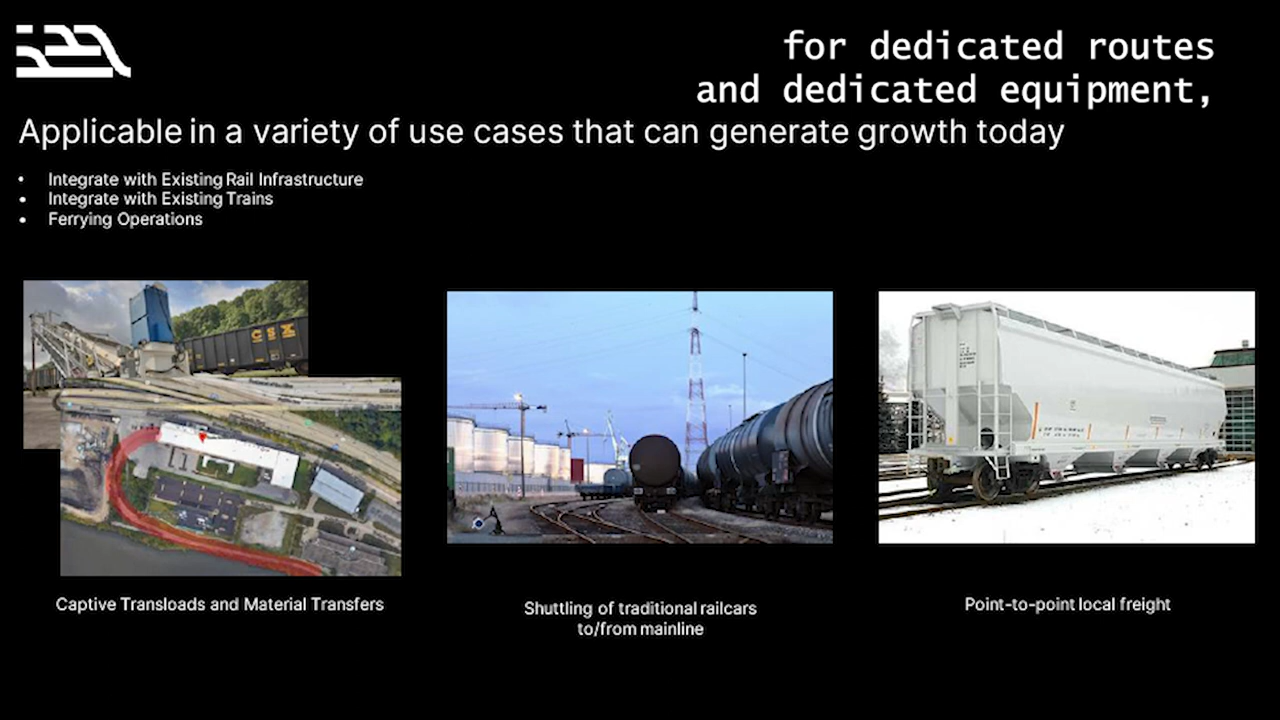 for dedicated routes
and dedicated equipment,
Applicable in a variety of use cases that can generate growth today
• Integrate with Existing Rail Infrastructure
• Integrate with Existing Trains
• Ferrying Operations
CSX
Captive Transloads and Material Transfers
Shuttling of traditional railcars
to/from mainline
Point-to-point local freight